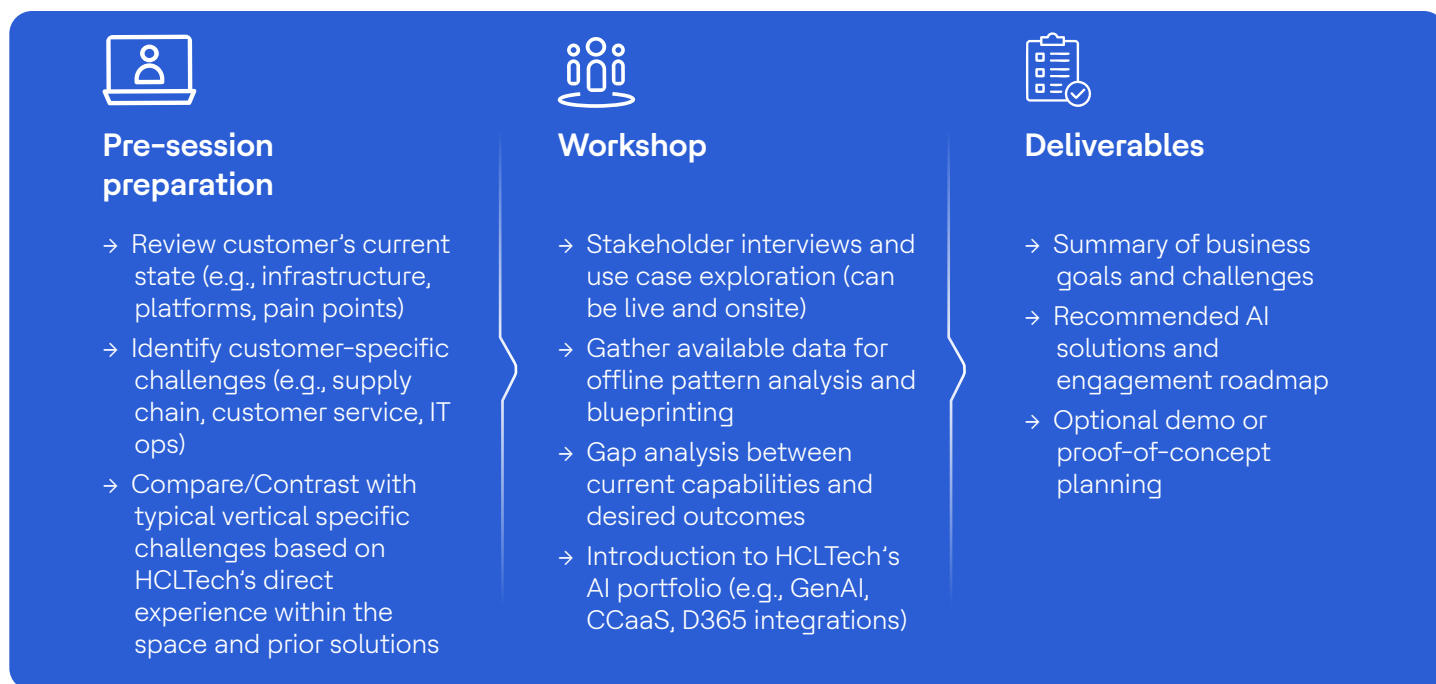 Pre-session
preparation
→ Review customer's current
state (e.g., infrastructure,
platforms, pain points)
→ Identify customer-specific
challenges (e.g., supply
chain, customer service, IT
ops)
→ Compare/Contrast with
typical vertical specific
challenges based on
HCLTech's direct
experience within the
space and prior solutions
Workshop
→ Stakeholder interviews and
use case exploration (can
be live and onsite)
→ Gather available data for
offline pattern analysis and
blueprinting
→ Gap analysis between
current capabilities and
desired outcomes
→ Introduction to HCLTech's
AI portfolio (e.g., GenAI,
CCaaS, D365 integrations)
Deliverables
→ Summary of business
goals and challenges
→ Recommended AI
solutions and
engagement roadmap
→ Optional demo or
proof-of-concept
planning